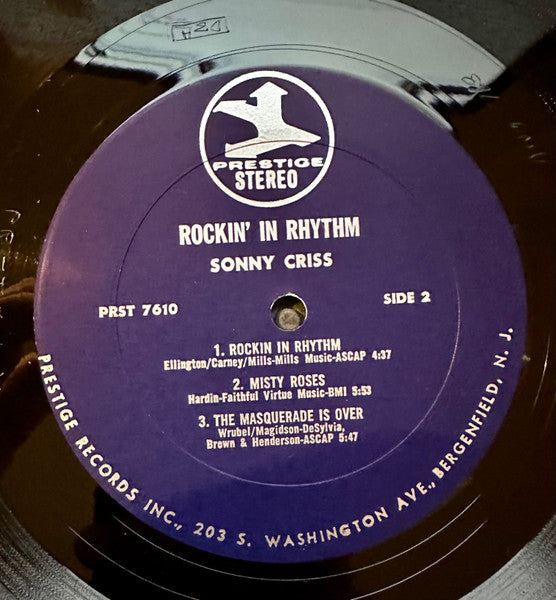 PRESTIGE
STEREO
ROCKIN' IN RHYTHM
SONNY CRISS
PRST 7610
SIDE 2
1. ROCKIN IN RHYTHM
Ellington/Carney/Mills-Mills Music-ASCAP 4:37
2. MISTY ROSES
Hardin-Faithful Virtue Music-BMI 5:53
3. THE MASQUERADE IS OVER
Wrubel/Magidson-DeSylvia,
Brown & Henderson-ASCAP 5:47
PRESTIGE RECORDS INC., 203 S. WASHINGTON AVE., BERGENFIELD, N. J.